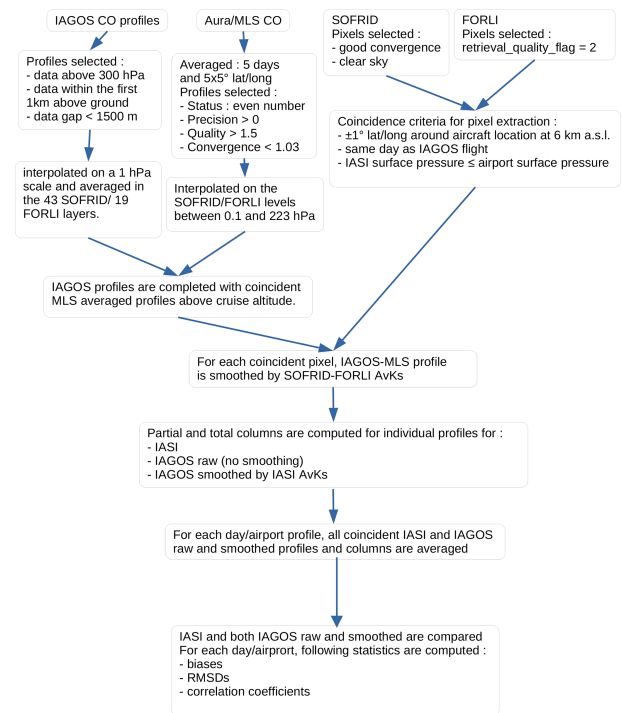 IAGOS CO profiles
Aura/MLS CO
SOFRID
Pixels selected :
- good convergence
- clear sky
FORLI
Pixels selected :
retrieval_quality_flag = 2
Profiles selected :
- data above 300 hPa
- data within the first
1km above ground
- data gap < 1500 m
Averaged : 5 days
and 5x5° lat/long
Profiles selected :
- Status : even number
- Precision > 0
- Quality > 1.5
- Convergence < 1.03
Coincidence criteria for pixel extraction :
- ±1° lat/long around aircraft location at 6 km a.s.l.
- same day as IAGOS flight
- IASI surface pressure ≤ airport surface pressure
interpolated on a 1 hPa
scale and averaged in
the 43 SOFRID/ 19
FORLI layers.
Interpolated on the
SOFRID/FORLI levels
between 0.1 and 223 hPa
IAGOS profiles are completed with coincident
MLS averaged profiles above cruise altitude.
For each coincident pixel, IAGOS-MLS profile
is smoothed by SOFRID-FORLI AvKs
Partial and total columns are computed for individual profiles for :
- IASI
- IAGOS raw (no smoothing)
- IAGOS smoothed by IASI AvKs
For each day/airport profile, all coincident IASI and IAGOS
raw and smoothed profiles and columns are averaged
IASI and both IAGOS raw and smoothed are compared
For each day/airprort, following statistics are computed :
- biases
- RMSDs
- correlation coefficients